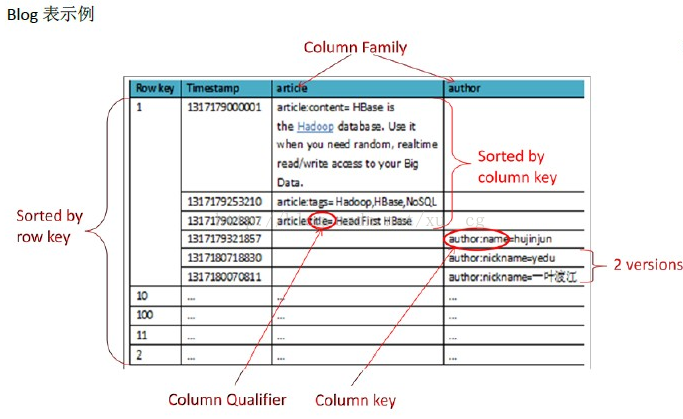 Blog 表示例
Column Family
Row key Timestamp article author
1 1317179000001 article:content= HBase is
the Hadoop database. Use it
when you need random, realtime
read/write access to your Big
Data.
Sorted by
column key
1317179253210 article:tags= Hadoop,HBase,NoSQL
1317179028807 article:title= Head First HBase
Sorted by
row key
1317179321857 author:name=hujinjun
1317180718830 author:nickname=yedu
1317180070811 author:nickname=一叶渡江
2 versions
10 ... ... ...
100 ... ... ...
11 ... ... ...
2 ... ... ...
Column Qualifier Column key